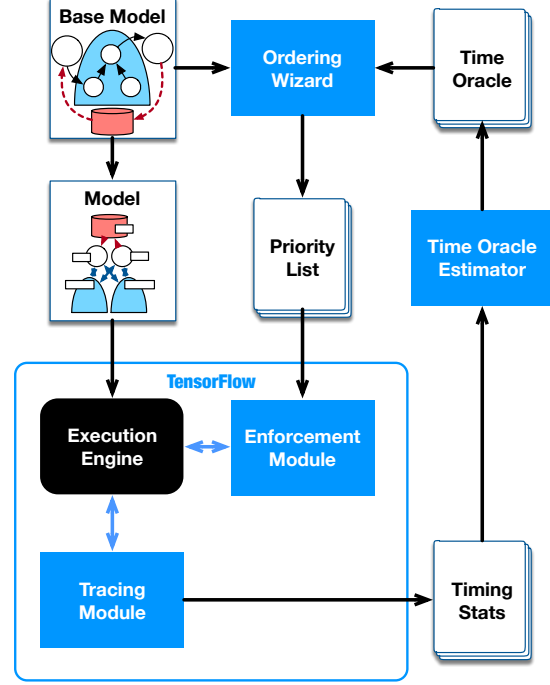 Base Model
Ordering
Wizard
Time
Oracle
Model
Priority
List
Time Oracle
Estimator
TensorFlow
Execution
Engine
Enforcement
Module
Tracing
Module
Timing
Stats